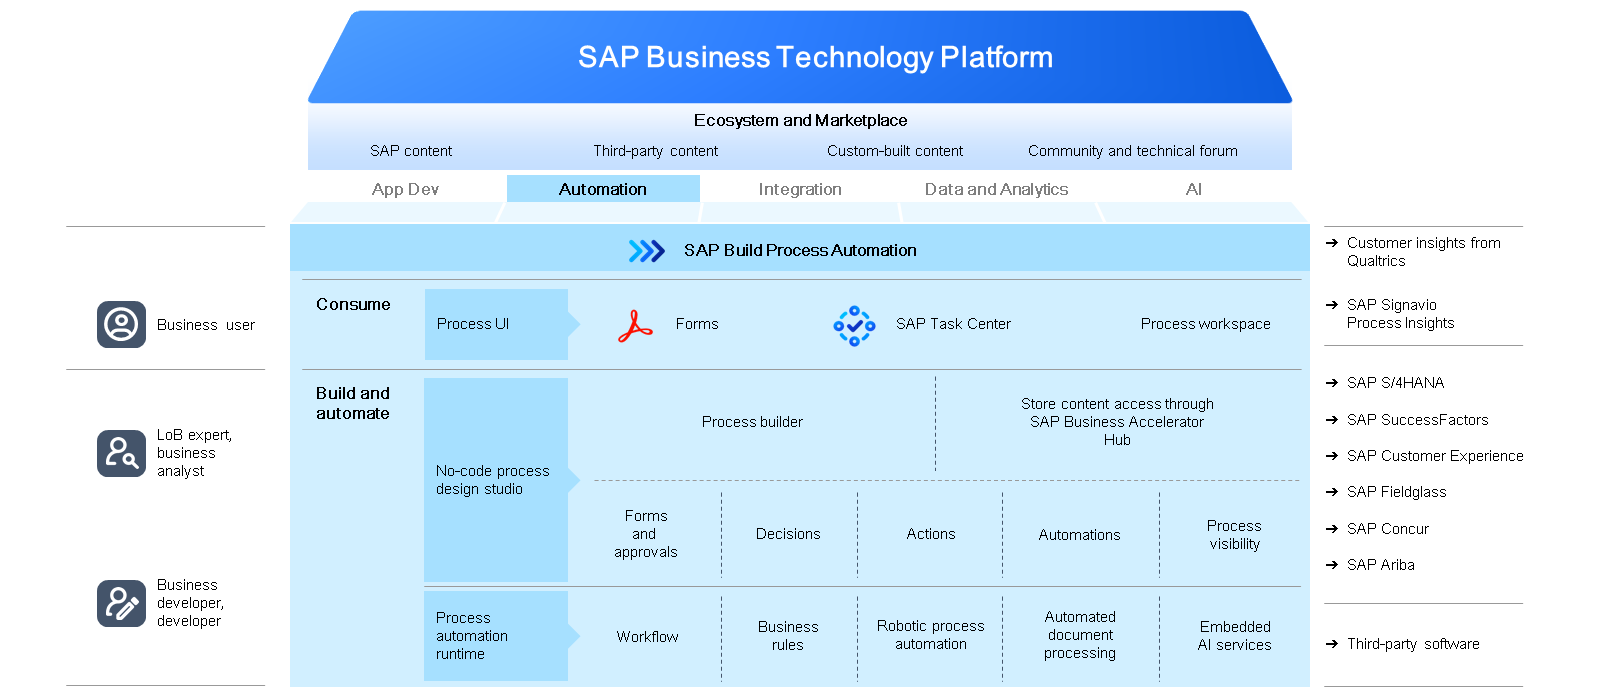 SAP Business Technology Platform
Ecosystem and Marketplace
SAP content
Third-party content
Custom-built content
Community and technical forum
App Dev
Automation
Integration
Data and Analytics
AI
SAP Build Process Automation
Business user
LoB expert,
business
analyst
Business
developer,
developer
Consume
Process UI
Forms
SAP Task Center
Process workspace
Build and
automate
No-code process
design studio
Process builder
Store content access through
SAP Business Accelerator
Hub
Forms
and
approvals
Decisions
Actions
Automations
Process
visibility
Process
automation
runtime
Workflow
Business
rules
Robotic process
automation
Automated
document
processing
Embedded
AI services
Customer insights from
Qualtrics
SAP Signavio
Process Insights
SAP S/4HANA
SAP SuccessFactors
SAP Customer Experience
SAP Fieldglass
SAP Concur
SAP Ariba
Third-party software